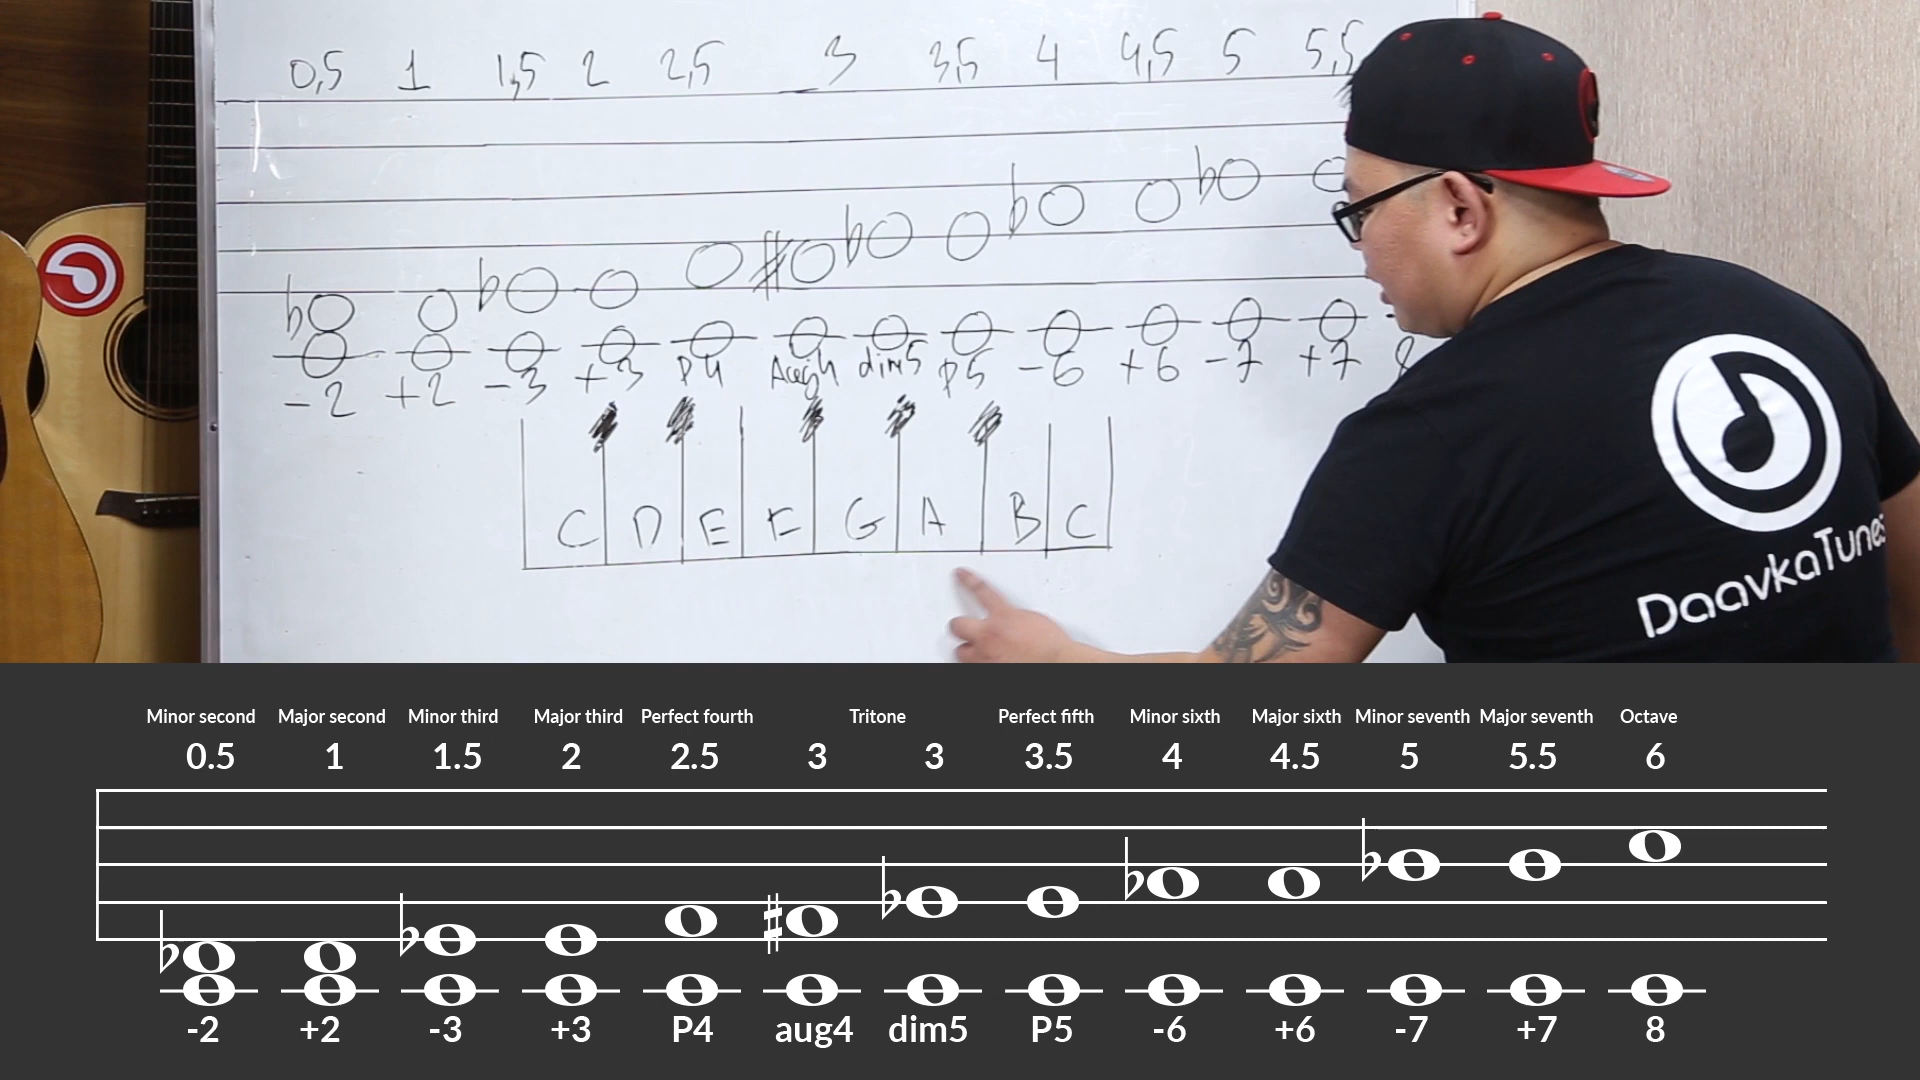 0,5 1 1,5 2 2,5 3 3,5 4 4,5 5 5,5
-2 +2 -3 +3 P4 Aug4 dim5 P5 -6 +6 -7 +7 8
C D E F G A B C
DaavkaTunes
Minor second Major second Minor third Major third Perfect fourth Tritone Perfect fifth Minor sixth Major sixth Minor seventh Major seventh Octave
0.5 1 1.5 2 2.5 3 3 3.5 4 4.5 5 5.5 6
-2 +2 -3 +3 P4 aug4 dim5 P5 -6 +6 -7 +7 8